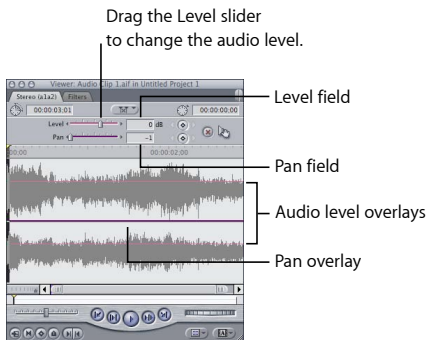 Drag the Level slider
to change the audio level.
Viewer: Audio Clip 1.aif in Untitled Project 1
Stereo (a1a2) Filters
00:00:03;01 00:00:00;00
Level 0 dB
Level field
Pan -1
00:00 00:00:02;00
Pan field
Audio level overlays
Pan overlay